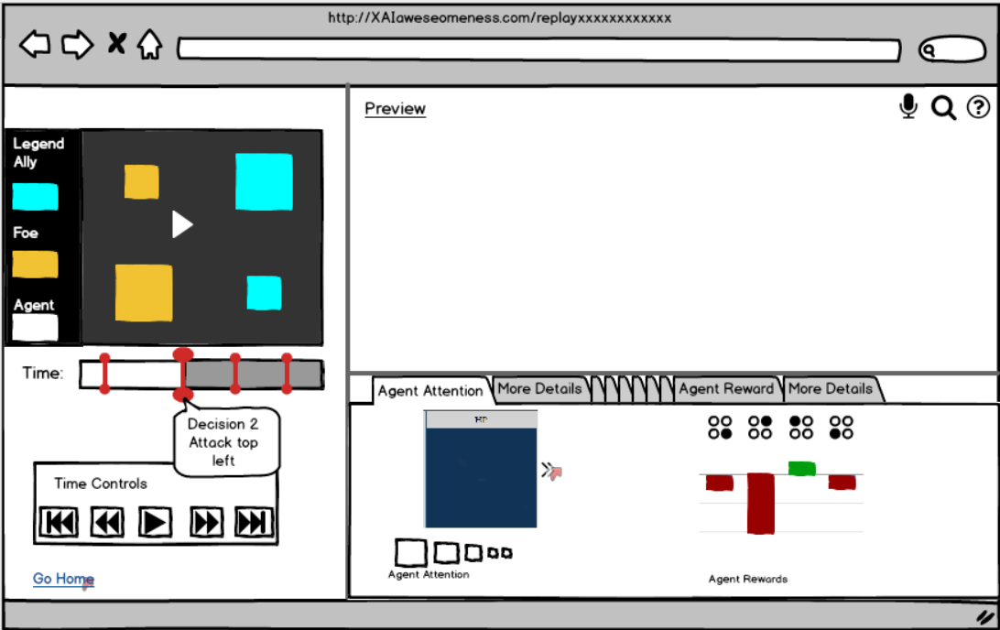 http://XAIaweseomeness.com/replayxxxxxxxxxxxx
Preview
Legend
Ally
Foe
Agent
Time:
Decision 2
Attack top
left
Time Controls
Go Home
Agent Attention
More Details
Agent Reward
More Details
HP
Agent Attention
Agent Rewards